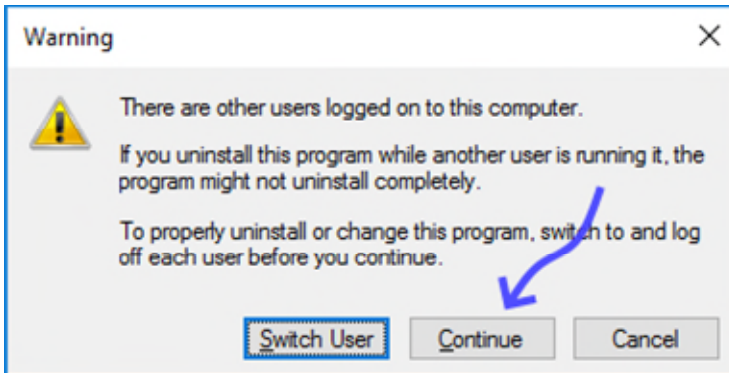 Warning
There are other users logged on to this computer.
If you uninstall this program while another user is running it, the
program might not uninstall completely.
To properly uninstall or change this program, switch to and log
off each user before you continue.
Switch User
Continue
Cancel